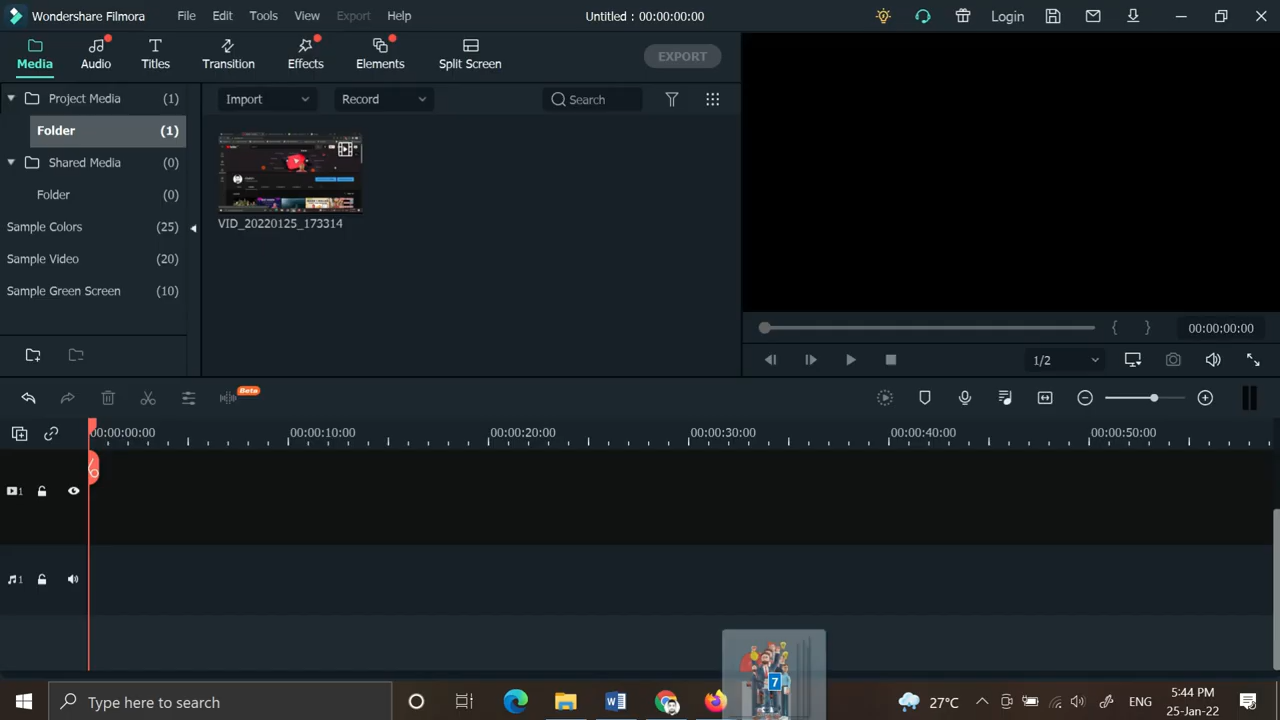 Wondershare Filmora File Edit Tools View Export Help Untitled : 00:00:00:00 Login
Media Audio Titles Transition Effects Elements Split Screen EXPORT
Project Media (1) Import Record Search
Folder (1)
Shared Media (0)
Folder (0)
VID_20220125_173314
Sample Colors (25)
Sample Video (20)
Sample Green Screen (10)
00:00:00:00
1/2
Beta
00:00:00:00 00:00:10:00 00:00:20:00 00:00:30:00 00:00:40:00 00:00:50:00
1
1
7
Type here to search 27°C ENG 5:44 PM
25-Jan-22